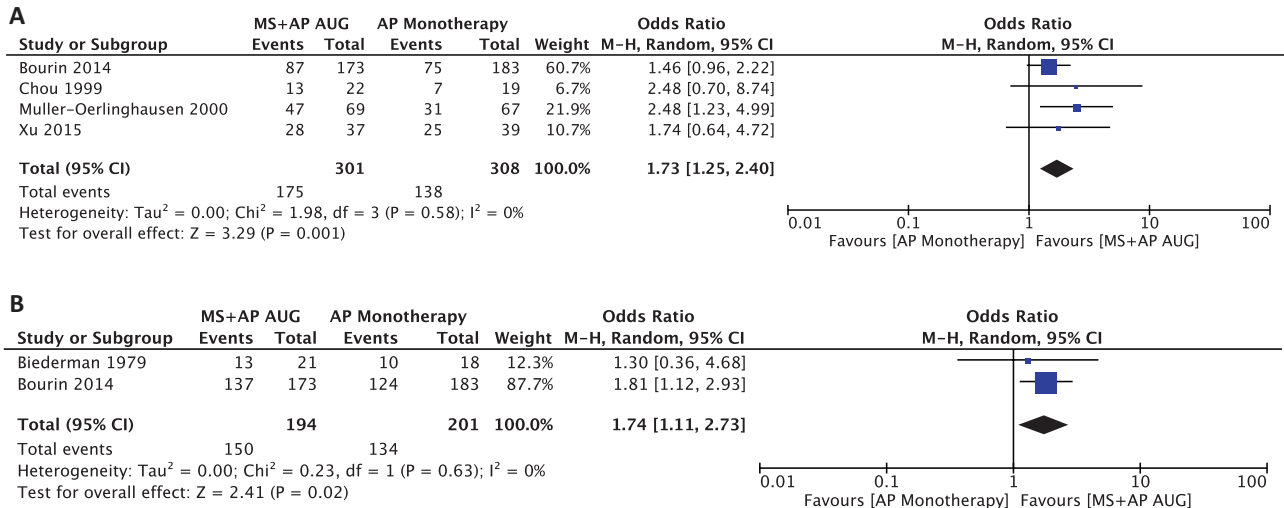 A
MS+AP AUG AP Monotherapy Odds Ratio Odds Ratio
Study or Subgroup Events Total Events Total Weight M-H, Random, 95% CI M-H, Random, 95% CI
Bourin 2014 87 173 75 183 60.7% 1.46 [0.96, 2.22]
Chou 1999 13 22 7 19 6.7% 2.48 [0.70, 8.74]
Muller-Oerlinghausen 2000 47 69 31 67 21.9% 2.48 [1.23, 4.99]
Xu 2015 28 37 25 39 10.7% 1.74 [0.64, 4.72]
Total (95% CI) 301 308 100.0% 1.73 [1.25, 2.40]
Total events 175 138
Heterogeneity: Tau² = 0.00; Chi² = 1.98, df = 3 (P = 0.58); I² = 0%
Test for overall effect: Z = 3.29 (P = 0.001)
0.01 0.1 1 10 100
Favours [AP Monotherapy] Favours [MS+AP AUG]
B
MS+AP AUG AP Monotherapy Odds Ratio Odds Ratio
Study or Subgroup Events Total Events Total Weight M-H, Random, 95% CI M-H, Random, 95% CI
Biederman 1979 13 21 10 18 12.3% 1.30 [0.36, 4.68]
Bourin 2014 137 173 124 183 87.7% 1.81 [1.12, 2.93]
Total (95% CI) 194 201 100.0% 1.74 [1.11, 2.73]
Total events 150 134
Heterogeneity: Tau² = 0.00; Chi² = 0.23, df = 1 (P = 0.63); I² = 0%
Test for overall effect: Z = 2.41 (P = 0.02)
0.01 0.1 1 10 100
Favours [AP Monotherapy] Favours [MS+AP AUG]